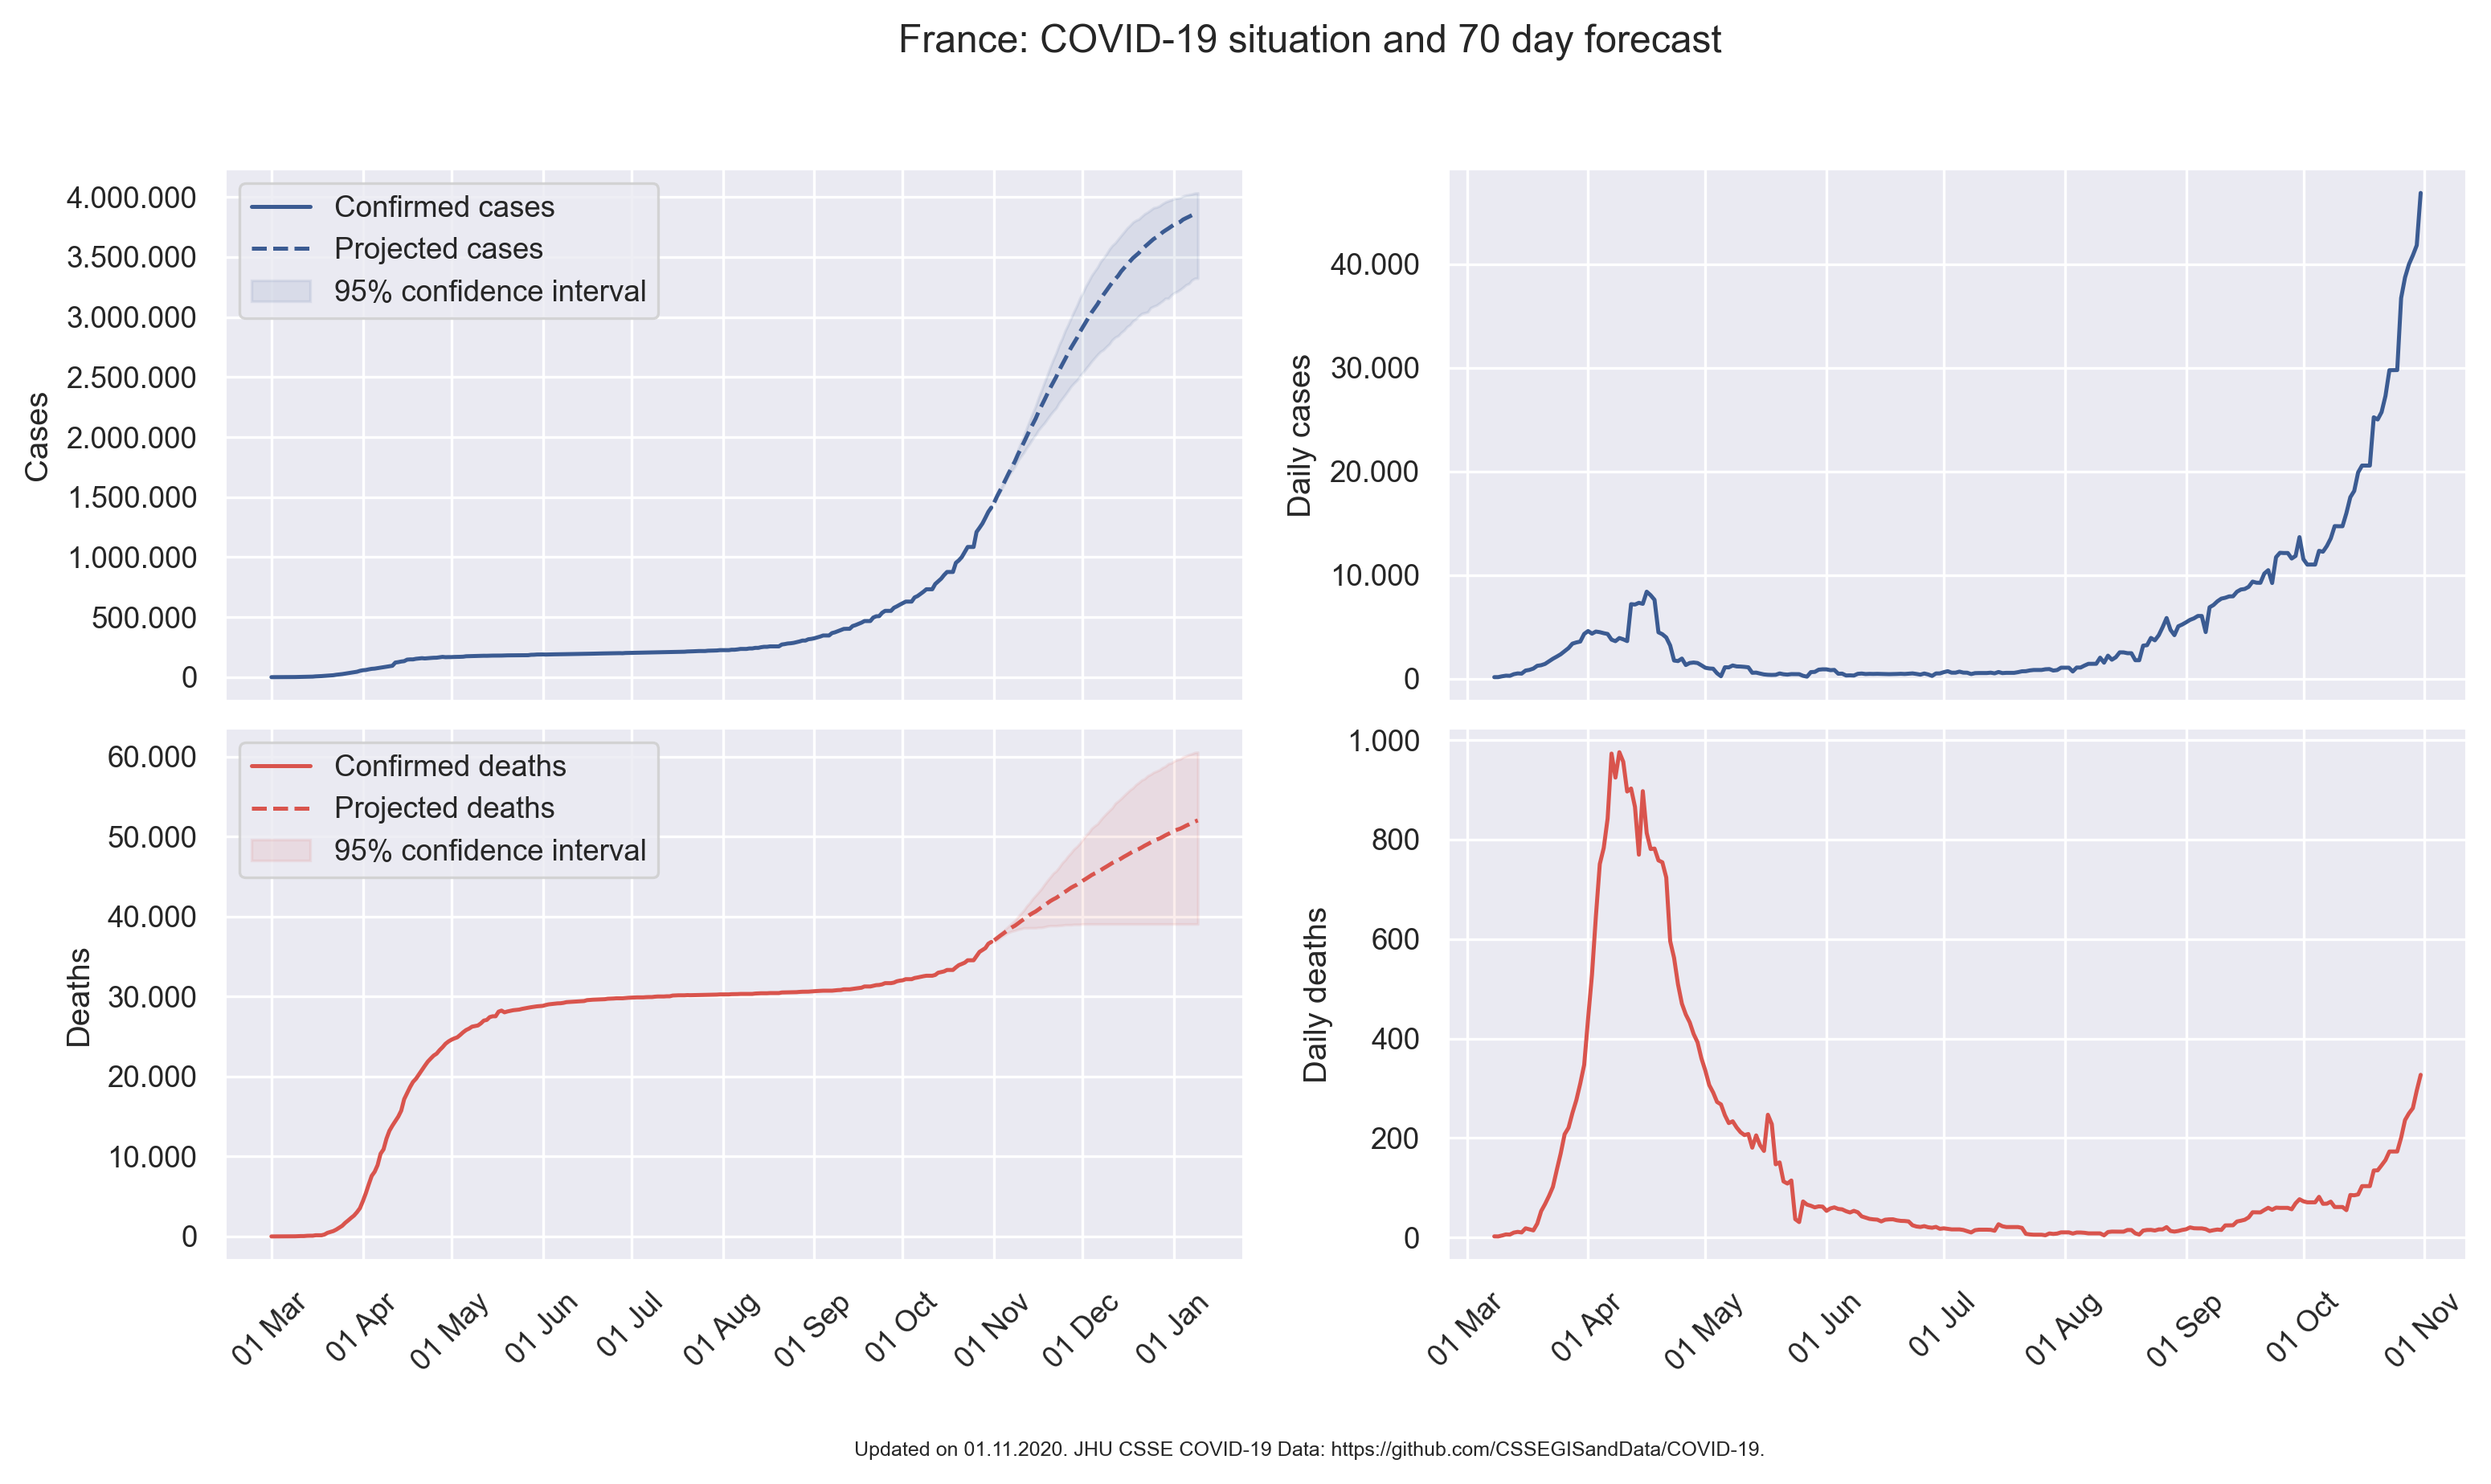 France: COVID-19 situation and 70 day forecast
Cases
4.000.000
3.500.000
3.000.000
2.500.000
2.000.000
1.500.000
1.000.000
500.000
0
Confirmed cases
Projected cases
95% confidence interval
Daily cases
40.000
30.000
20.000
10.000
0
Deaths
60.000
50.000
40.000
30.000
20.000
10.000
0
Confirmed deaths
Projected deaths
95% confidence interval
01 Mar
01 Apr
01 May
01 Jun
01 Jul
01 Aug
01 Sep
01 Oct
01 Nov
01 Dec
01 Jan
Daily deaths
1.000
800
600
400
200
0
01 Mar
01 Apr
01 May
01 Jun
01 Jul
01 Aug
01 Sep
01 Oct
01 Nov
Updated on 01.11.2020. JHU CSSE COVID-19 Data: https://github.com/CSSEGISandData/COVID-19.